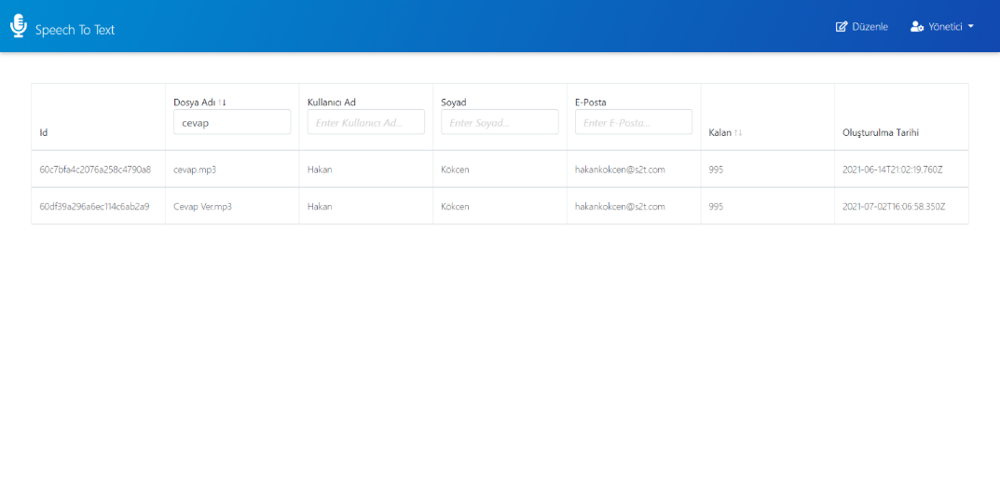 Speech To Text
Düzenle
Yönetici
Id
Dosya Adı ↑↓
cevap
Kullanıcı Ad
Enter Kullanıcı Ad...
Soyad
Enter Soyad...
E-Posta
Enter E-Posta...
Kalan ↑↓
Oluşturulma Tarihi
60c7bfa4c2076a258c4790a8 cevap.mp3 Hakan Kökcen hakankokcen@s2t.com 995 2021-06-14T21:02:19.760Z
60df39a296a6ec114c6ab2a9 Cevap Ver.mp3 Hakan Kökcen hakankokcen@s2t.com 995 2021-07-02T16:06:58.350Z